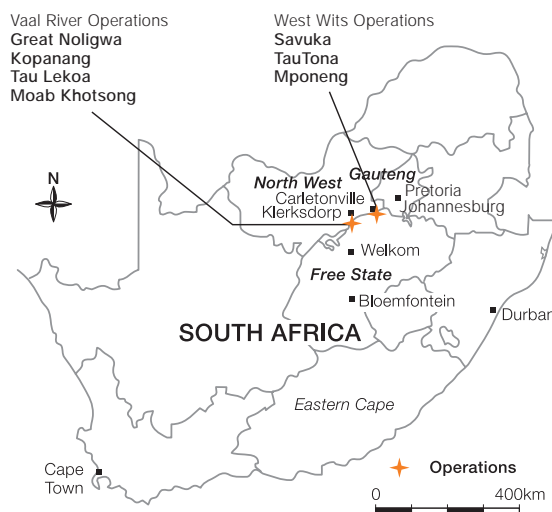 Vaal River Operations
Great Noligwa
Kopanang
Tau Lekoa
Moab Khotsong
West Wits Operations
Savuka
TauTona
Mponeng
N
Gauteng
North West
Carletonville
Klerksdorp
Pretoria
Johannesburg
Welkom
Free State
Bloemfontein
Durban
SOUTH AFRICA
Eastern Cape
Cape
Town
Operations
0 400km